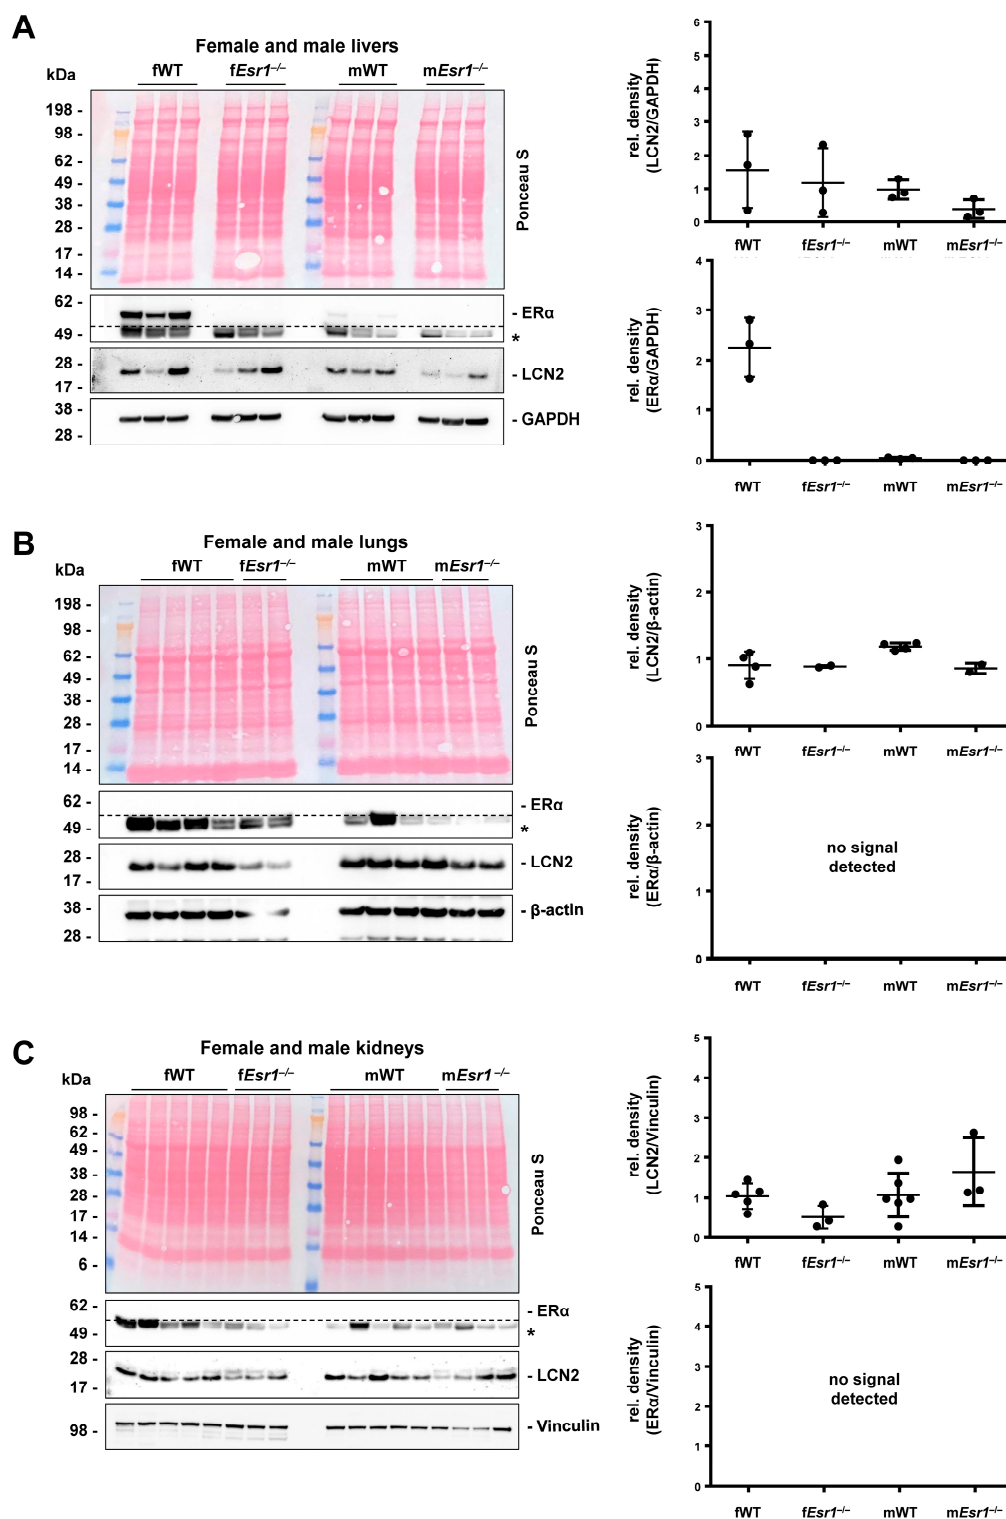 A
Female and male livers
kDa
fWT
fEsr1–/–
mWT
mEsr1–/–
198 -
98 -
62 -
49 -
38 -
28 -
17 -
14 -
Ponceau S
62 -
49 -
- ERα
*
28 -
17 -
- LCN2
38 -
28 -
- GAPDH
rel. density
(LCN2/GAPDH)
6
5
4
3
2
1
0
fWT
fEsr1–/–
mWT
mEsr1–/–
rel. density
(ERα/GAPDH)
4
3
2
1
0
fWT
fEsr1–/–
mWT
mEsr1–/–
B
Female and male lungs
kDa
fWT
fEsr1–/–
mWT
mEsr1–/–
198 -
98 -
62 -
49 -
38 -
28 -
17 -
14 -
Ponceau S
62 -
49 -
- ERα
*
28 -
17 -
- LCN2
38 -
28 -
- β-actin
rel. density
(LCN2/β-actin)
3
2
1
0
fWT
fEsr1–/–
mWT
mEsr1–/–
rel. density
(ERα/β-actin)
3
2
1
0
no signal
detected
fWT
fEsr1–/–
mWT
mEsr1–/–
C
Female and male kidneys
kDa
fWT
fEsr1–/–
mWT
mEsr1–/–
98 -
62 -
49 -
38 -
28 -
17 -
14 -
6 -
Ponceau S
62 -
49 -
- ERα
*
28 -
17 -
- LCN2
98 -
- Vinculin
rel. density
(LCN2/Vinculin)
5
4
3
2
1
0
fWT
fEsr1–/–
mWT
mEsr1–/–
rel. density
(ERα/Vinculin)
5
4
3
2
1
0
no signal
detected
fWT
fEsr1–/–
mWT
mEsr1–/–